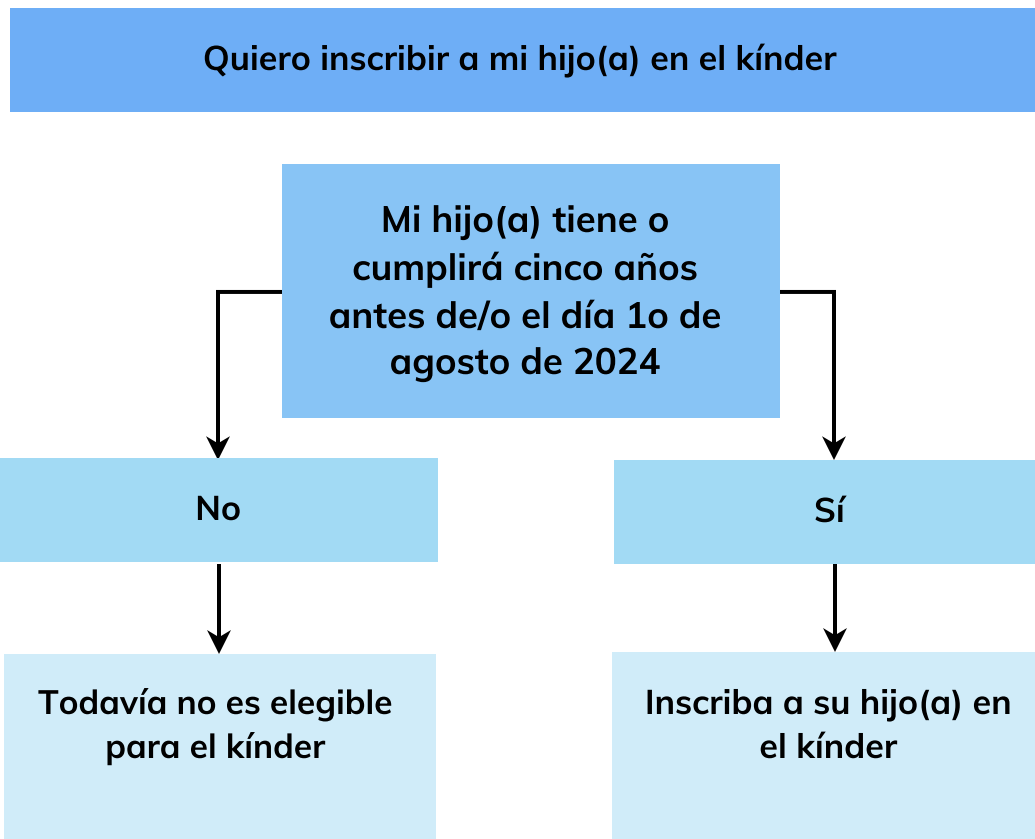 Quiero inscribir a mi hijo(a) en el kínder
Mi hijo(a) tiene o
cumplirá cinco años
antes de/o el día 1o de
agosto de 2024
No
Sí
Todavía no es elegible
para el kínder
Inscriba a su hijo(a) en
el kínder